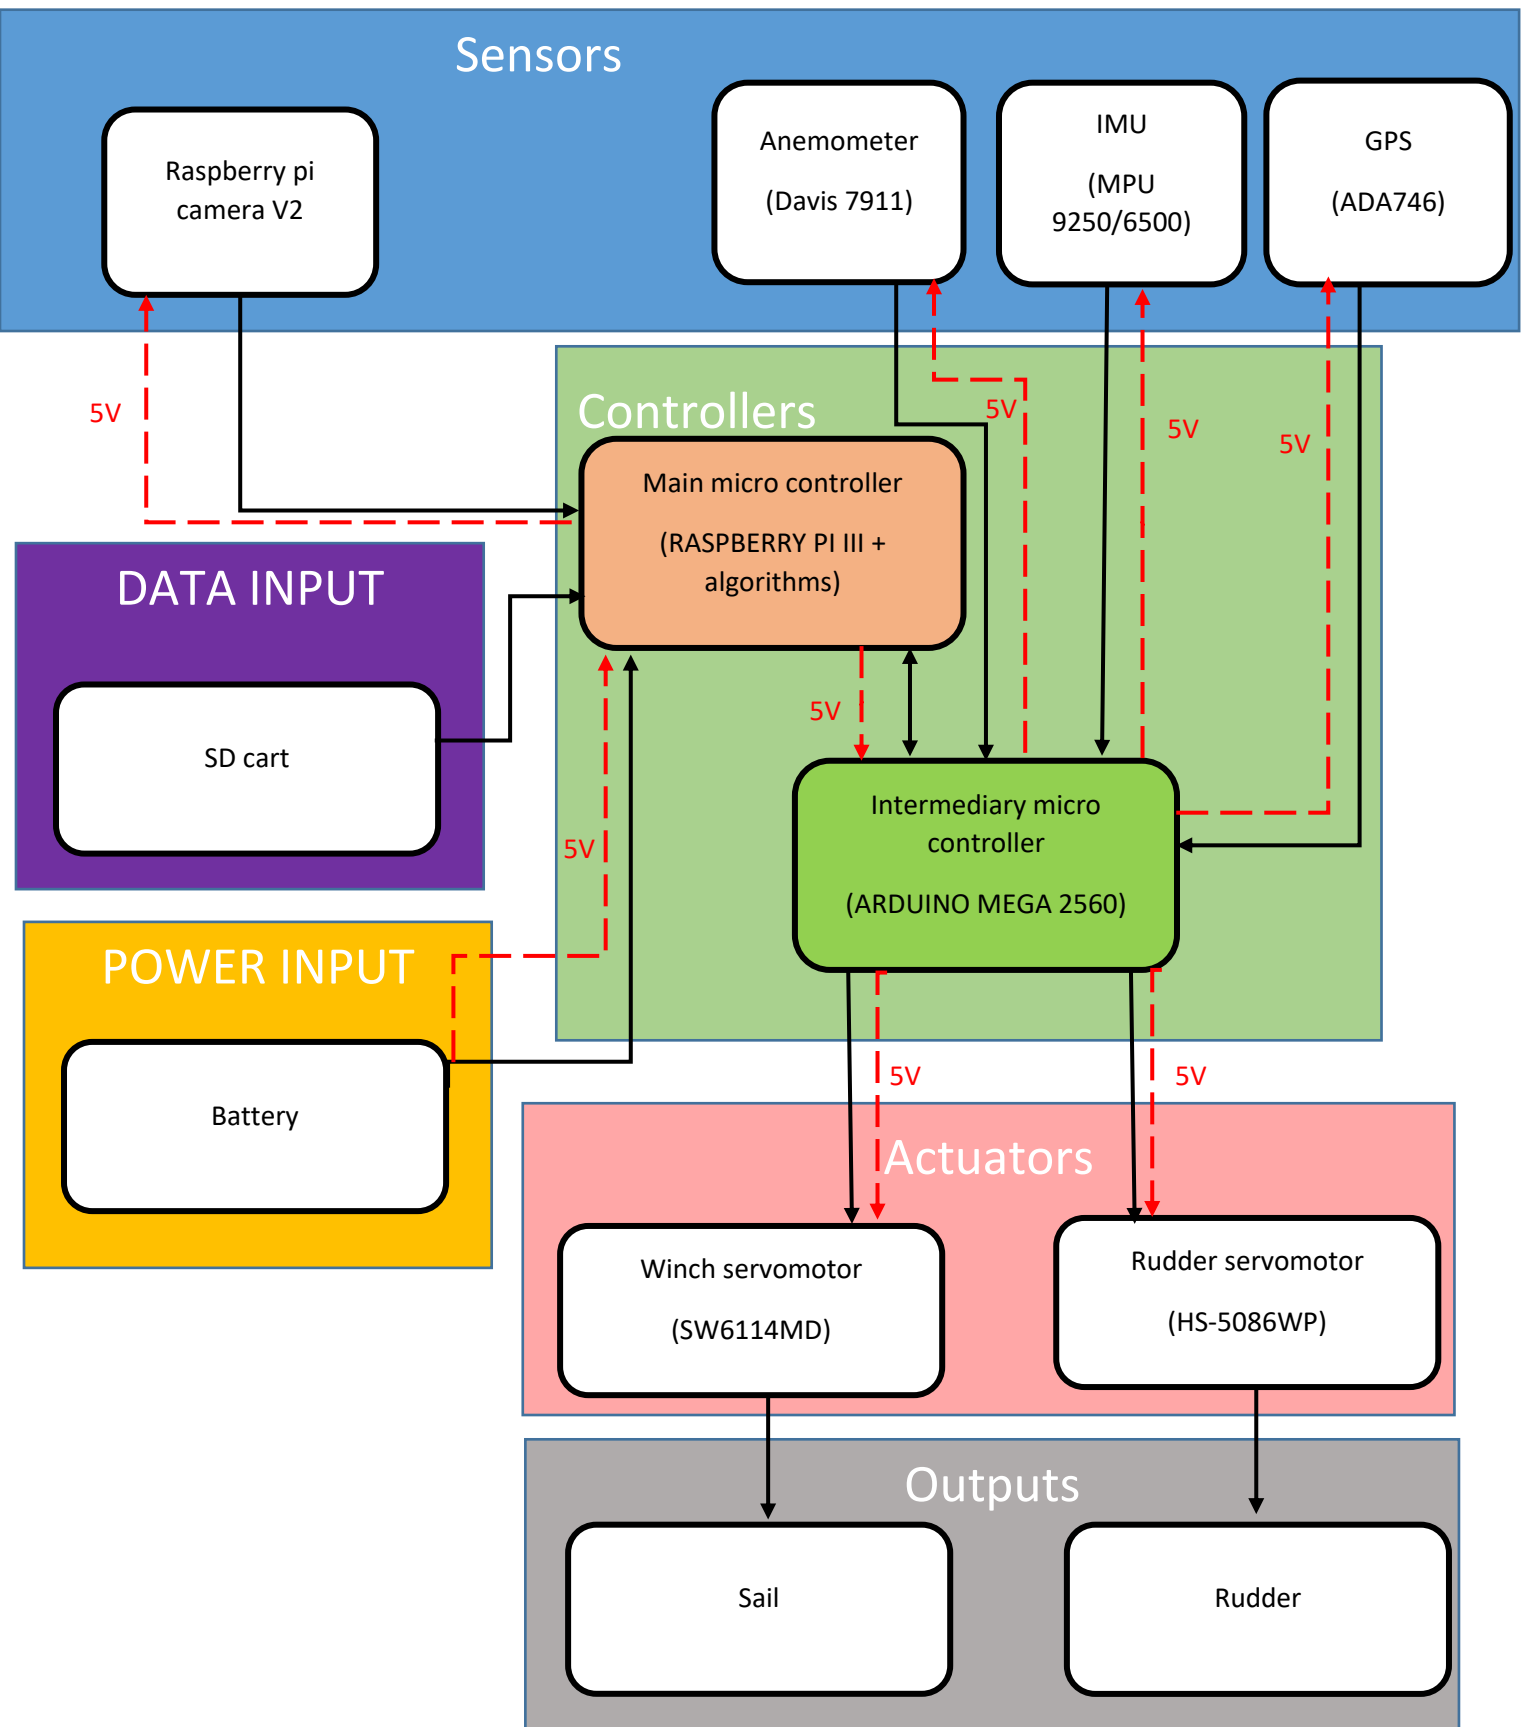 Sensors
Raspberry pi
camera V2
Anemometer
(Davis 7911)
IMU
(MPU
9250/6500)
GPS
(ADA746)
5V
5V
5V
5V
Controllers
Main micro controller
(RASPBERRY PI III +
algorithms)
DATA INPUT
SD cart
5V
5V
Intermediary micro
controller
(ARDUINO MEGA 2560)
POWER INPUT
Battery
5V
5V
Actuators
Winch servomotor
(SW6114MD)
Rudder servomotor
(HS-5086WP)
Outputs
Sail
Rudder